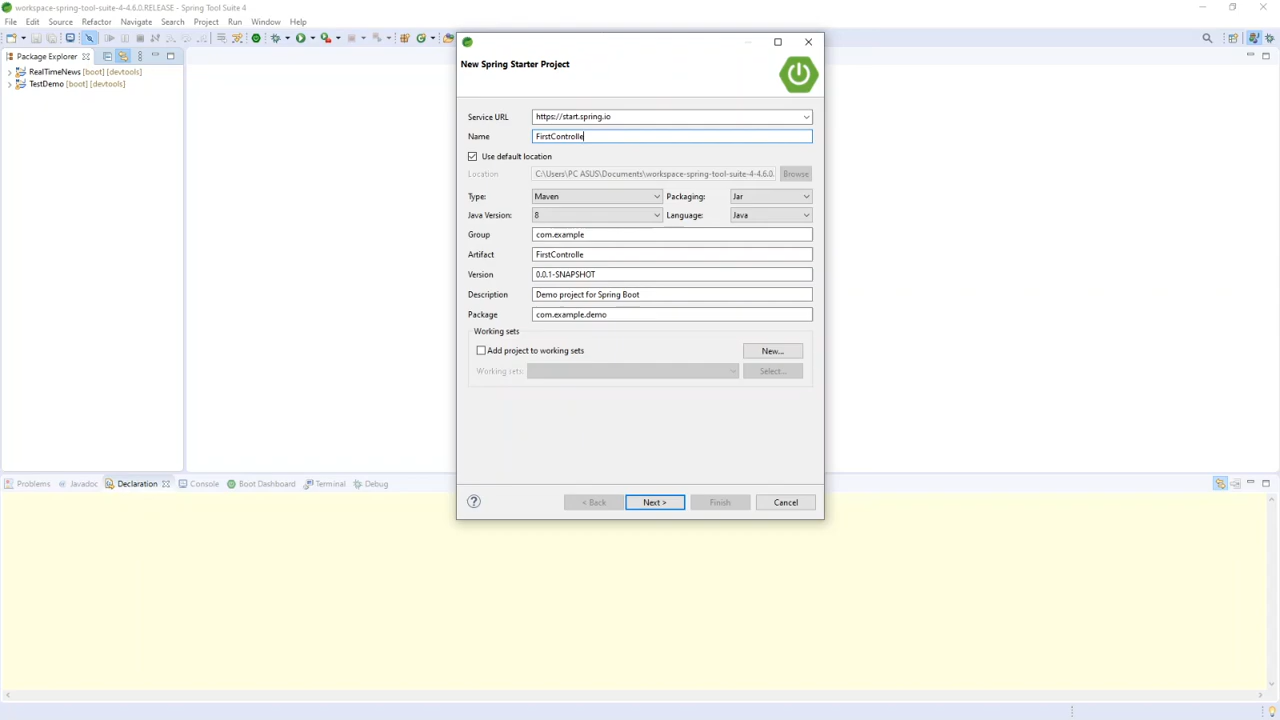 workspace-spring-tool-suite-4-4.6.0.RELEASE - Spring Tool Suite 4
File Edit Source Refactor Navigate Search Project Run Window Help
Package Explorer
RealTimeNews [boot] [devtools]
TestDemo [boot] [devtools]
New Spring Starter Project
Service URL https://start.spring.io
Name FirstControlle
Use default location
Location: C:\Users\PC ASUS\Documents\workspace-spring-tool-suite-4-4.6.0. Browse
Type: Maven Packaging: Jar
Java Version: 8 Language: Java
Group com.example
Artifact FirstControlle
Version 0.0.1-SNAPSHOT
Description Demo project for Spring Boot
Package com.example.demo
Working sets
Add project to working sets New...
Working sets: Select...
< Back Next > Finish Cancel
Problems Javadoc Declaration Console Boot Dashboard Terminal Debug